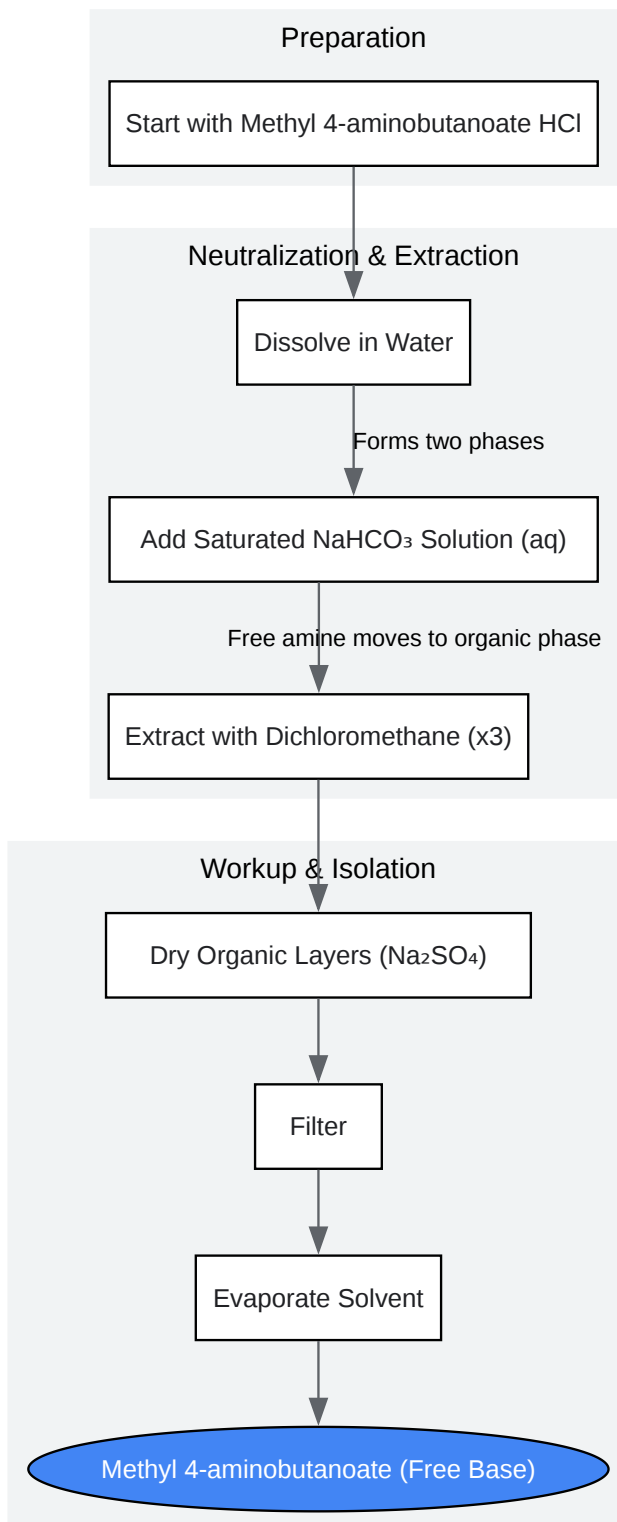 Preparation
Start with Methyl 4-aminobutanoate HCl
Neutralization & Extraction
Dissolve in Water
Forms two phases
Add Saturated NaHCO₃ Solution (aq)
Free amine moves to organic phase
Extract with Dichloromethane (x3)
Workup & Isolation
Dry Organic Layers (Na₂SO₄)
Filter
Evaporate Solvent
Methyl 4-aminobutanoate (Free Base)